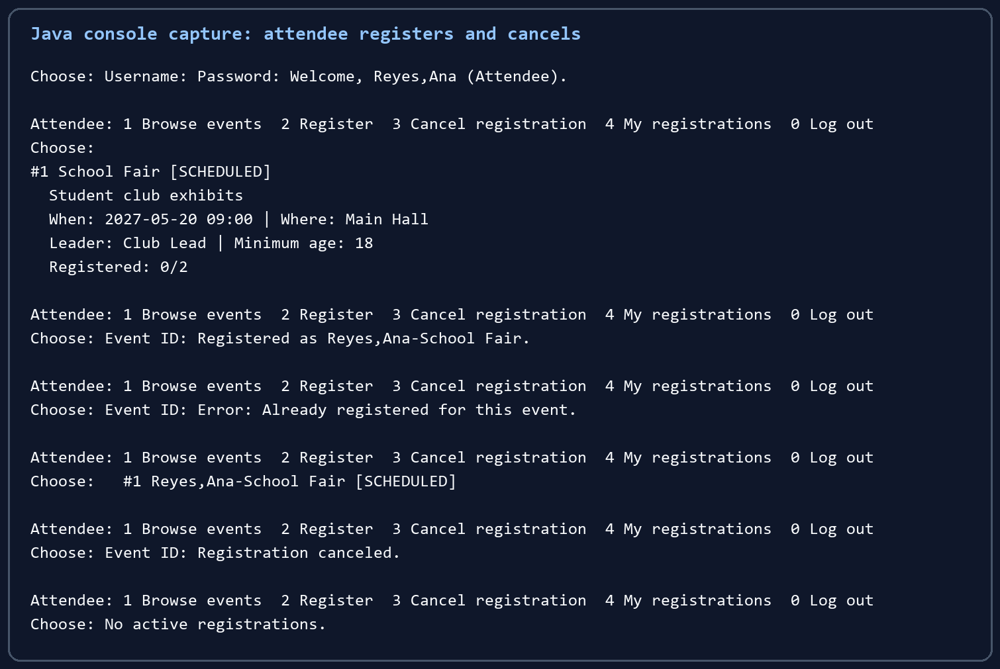 Java console capture: attendee registers and cancels
Choose: Username: Password: Welcome, Reyes,Ana (Attendee).
Attendee: 1 Browse events  2 Register  3 Cancel registration  4 My registrations  0 Log out
Choose:
#1 School Fair [SCHEDULED]
  Student club exhibits
  When: 2027-05-20 09:00 | Where: Main Hall
  Leader: Club Lead | Minimum age: 18
  Registered: 0/2
Attendee: 1 Browse events  2 Register  3 Cancel registration  4 My registrations  0 Log out
Choose: Event ID: Registered as Reyes,Ana-School Fair.
Attendee: 1 Browse events  2 Register  3 Cancel registration  4 My registrations  0 Log out
Choose: Event ID: Error: Already registered for this event.
Attendee: 1 Browse events  2 Register  3 Cancel registration  4 My registrations  0 Log out
Choose:   #1 Reyes,Ana-School Fair [SCHEDULED]
Attendee: 1 Browse events  2 Register  3 Cancel registration  4 My registrations  0 Log out
Choose: Event ID: Registration canceled.
Attendee: 1 Browse events  2 Register  3 Cancel registration  4 My registrations  0 Log out
Choose: No active registrations.